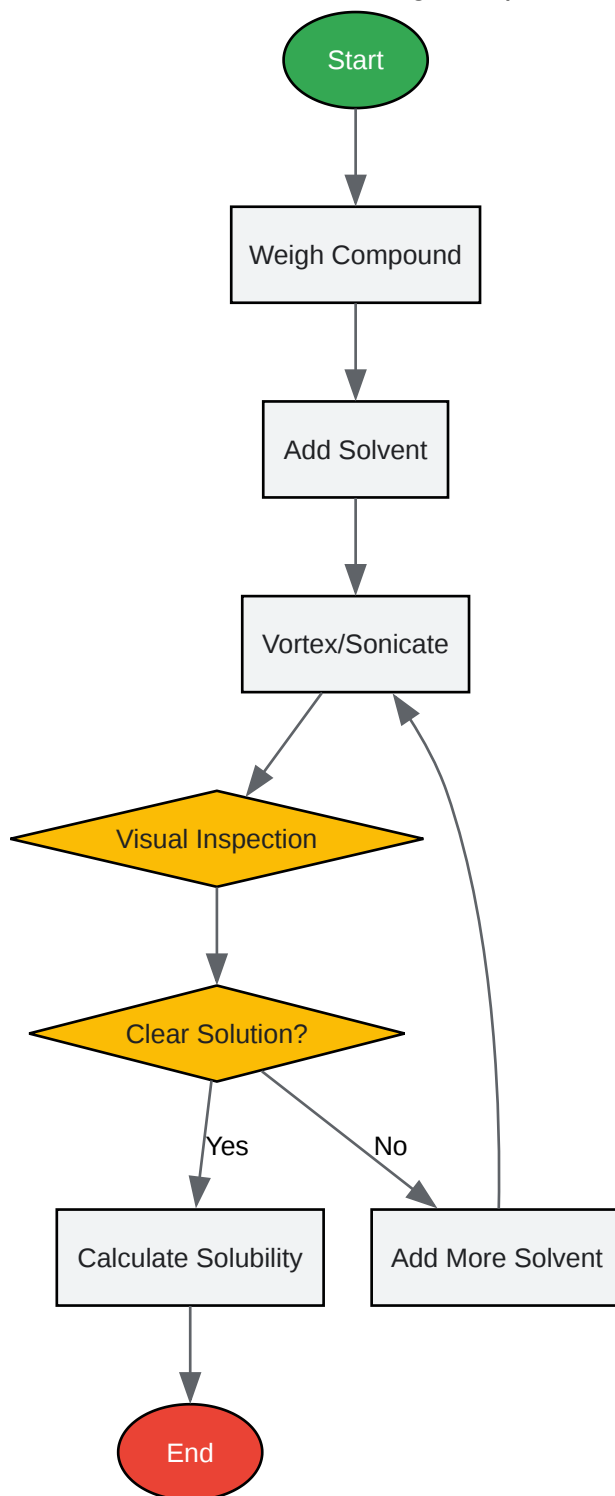 Start
Weigh Compound
Add Solvent
Vortex/Sonicate
Visual Inspection
Clear Solution?
Yes
No
Calculate Solubility
Add More Solvent
End